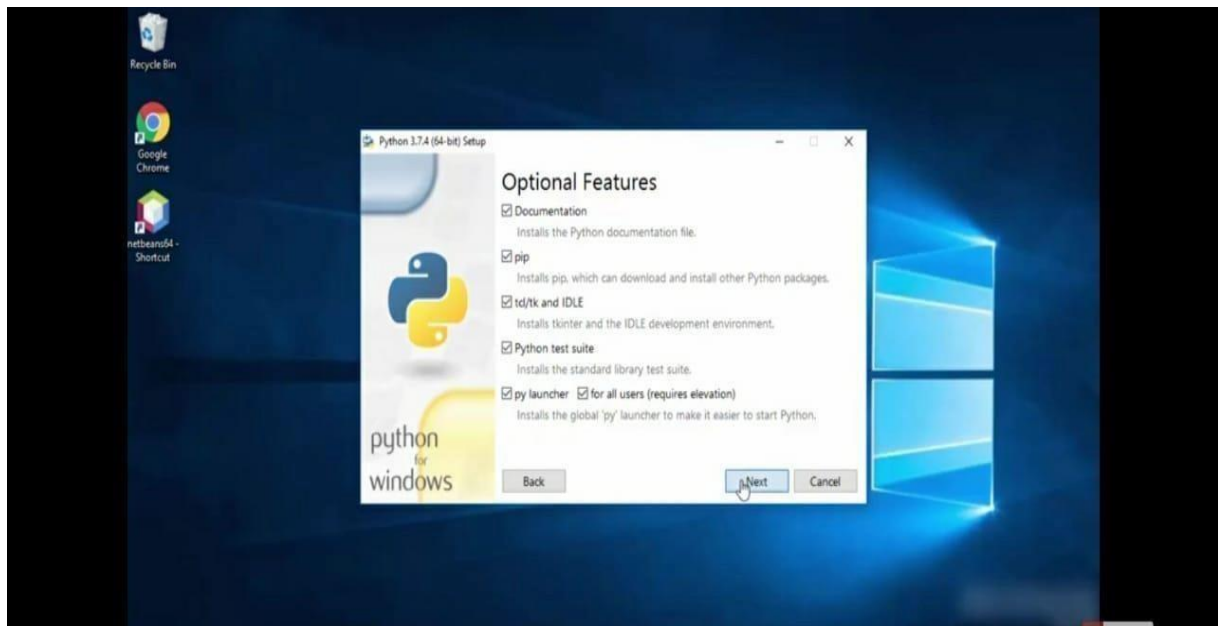 Recycle Bin
Google
Chrome
netbeans64 -
Shortcut
Python 3.7.4 (64-bit) Setup
Optional Features
Documentation
Installs the Python documentation file.
pip
Installs pip, which can download and install other Python packages.
tcl/tk and IDLE
Installs tkinter and the IDLE development environment.
Python test suite
Installs the standard library test suite.
py launcher for all users (requires elevation)
Installs the global 'py' launcher to make it easier to start Python.
python
for
windows
Back Next Cancel